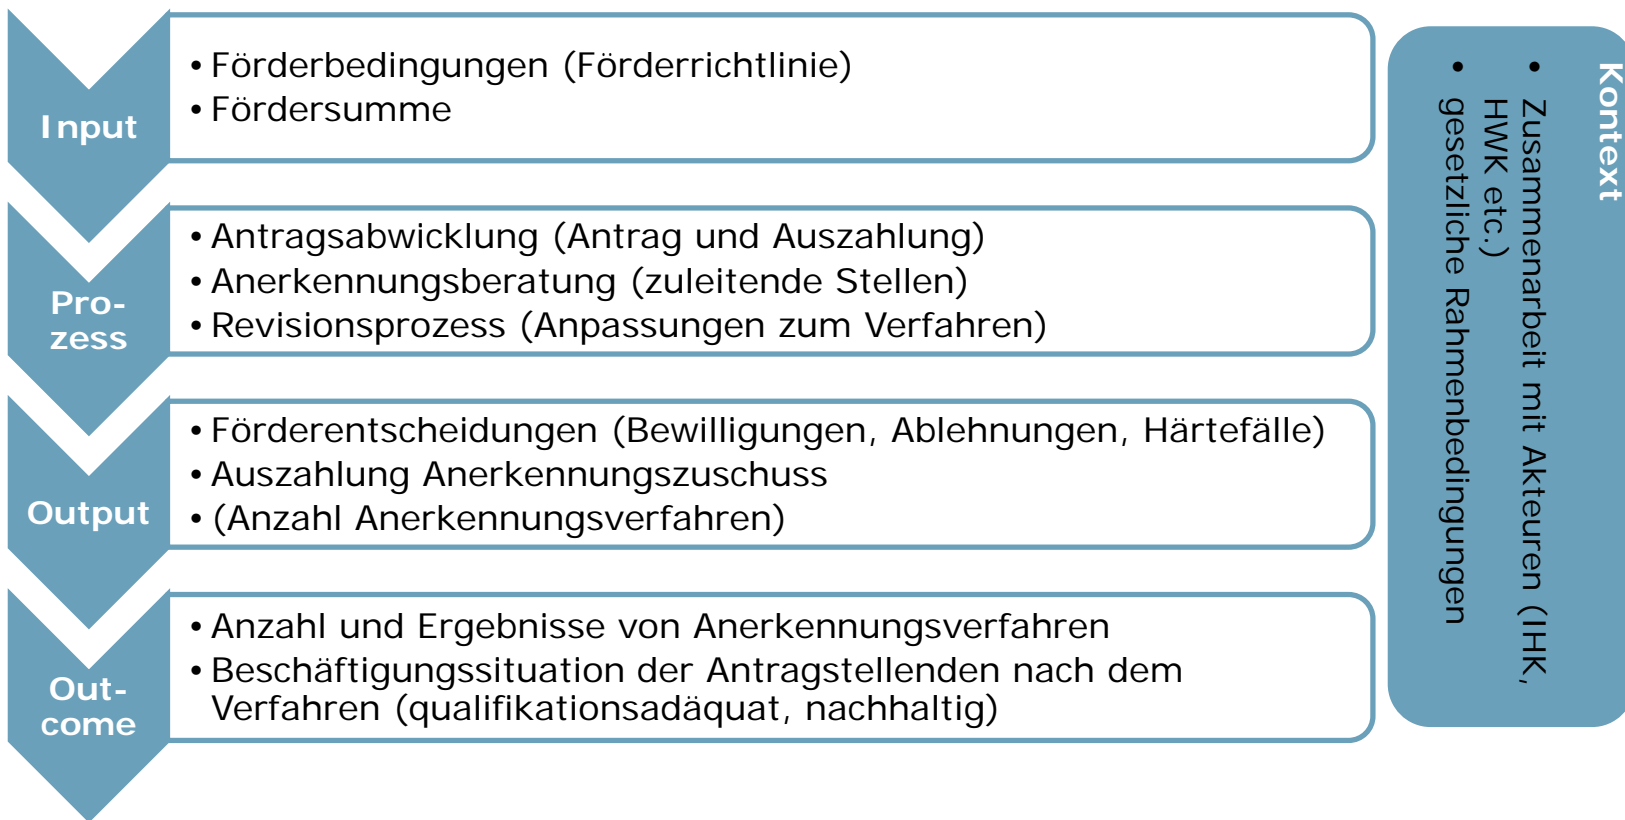 Input
• Förderbedingungen (Förderrichtlinie)
• Fördersumme
Pro-
zess
• Antragsabwicklung (Antrag und Auszahlung)
• Anerkennungsberatung (zuleitende Stellen)
• Revisionsprozess (Anpassungen zum Verfahren)
Output
• Förderentscheidungen (Bewilligungen, Ablehnungen, Härtefälle)
• Auszahlung Anerkennungszuschuss
• (Anzahl Anerkennungsverfahren)
Out-
come
• Anzahl und Ergebnisse von Anerkennungsverfahren
• Beschäftigungssituation der Antragstellenden nach dem
Verfahren (qualifikationsadäquat, nachhaltig)
Kontext
• Zusammenarbeit mit Akteuren (IHK,
HWK etc.)
• gesetzliche Rahmenbedingungen